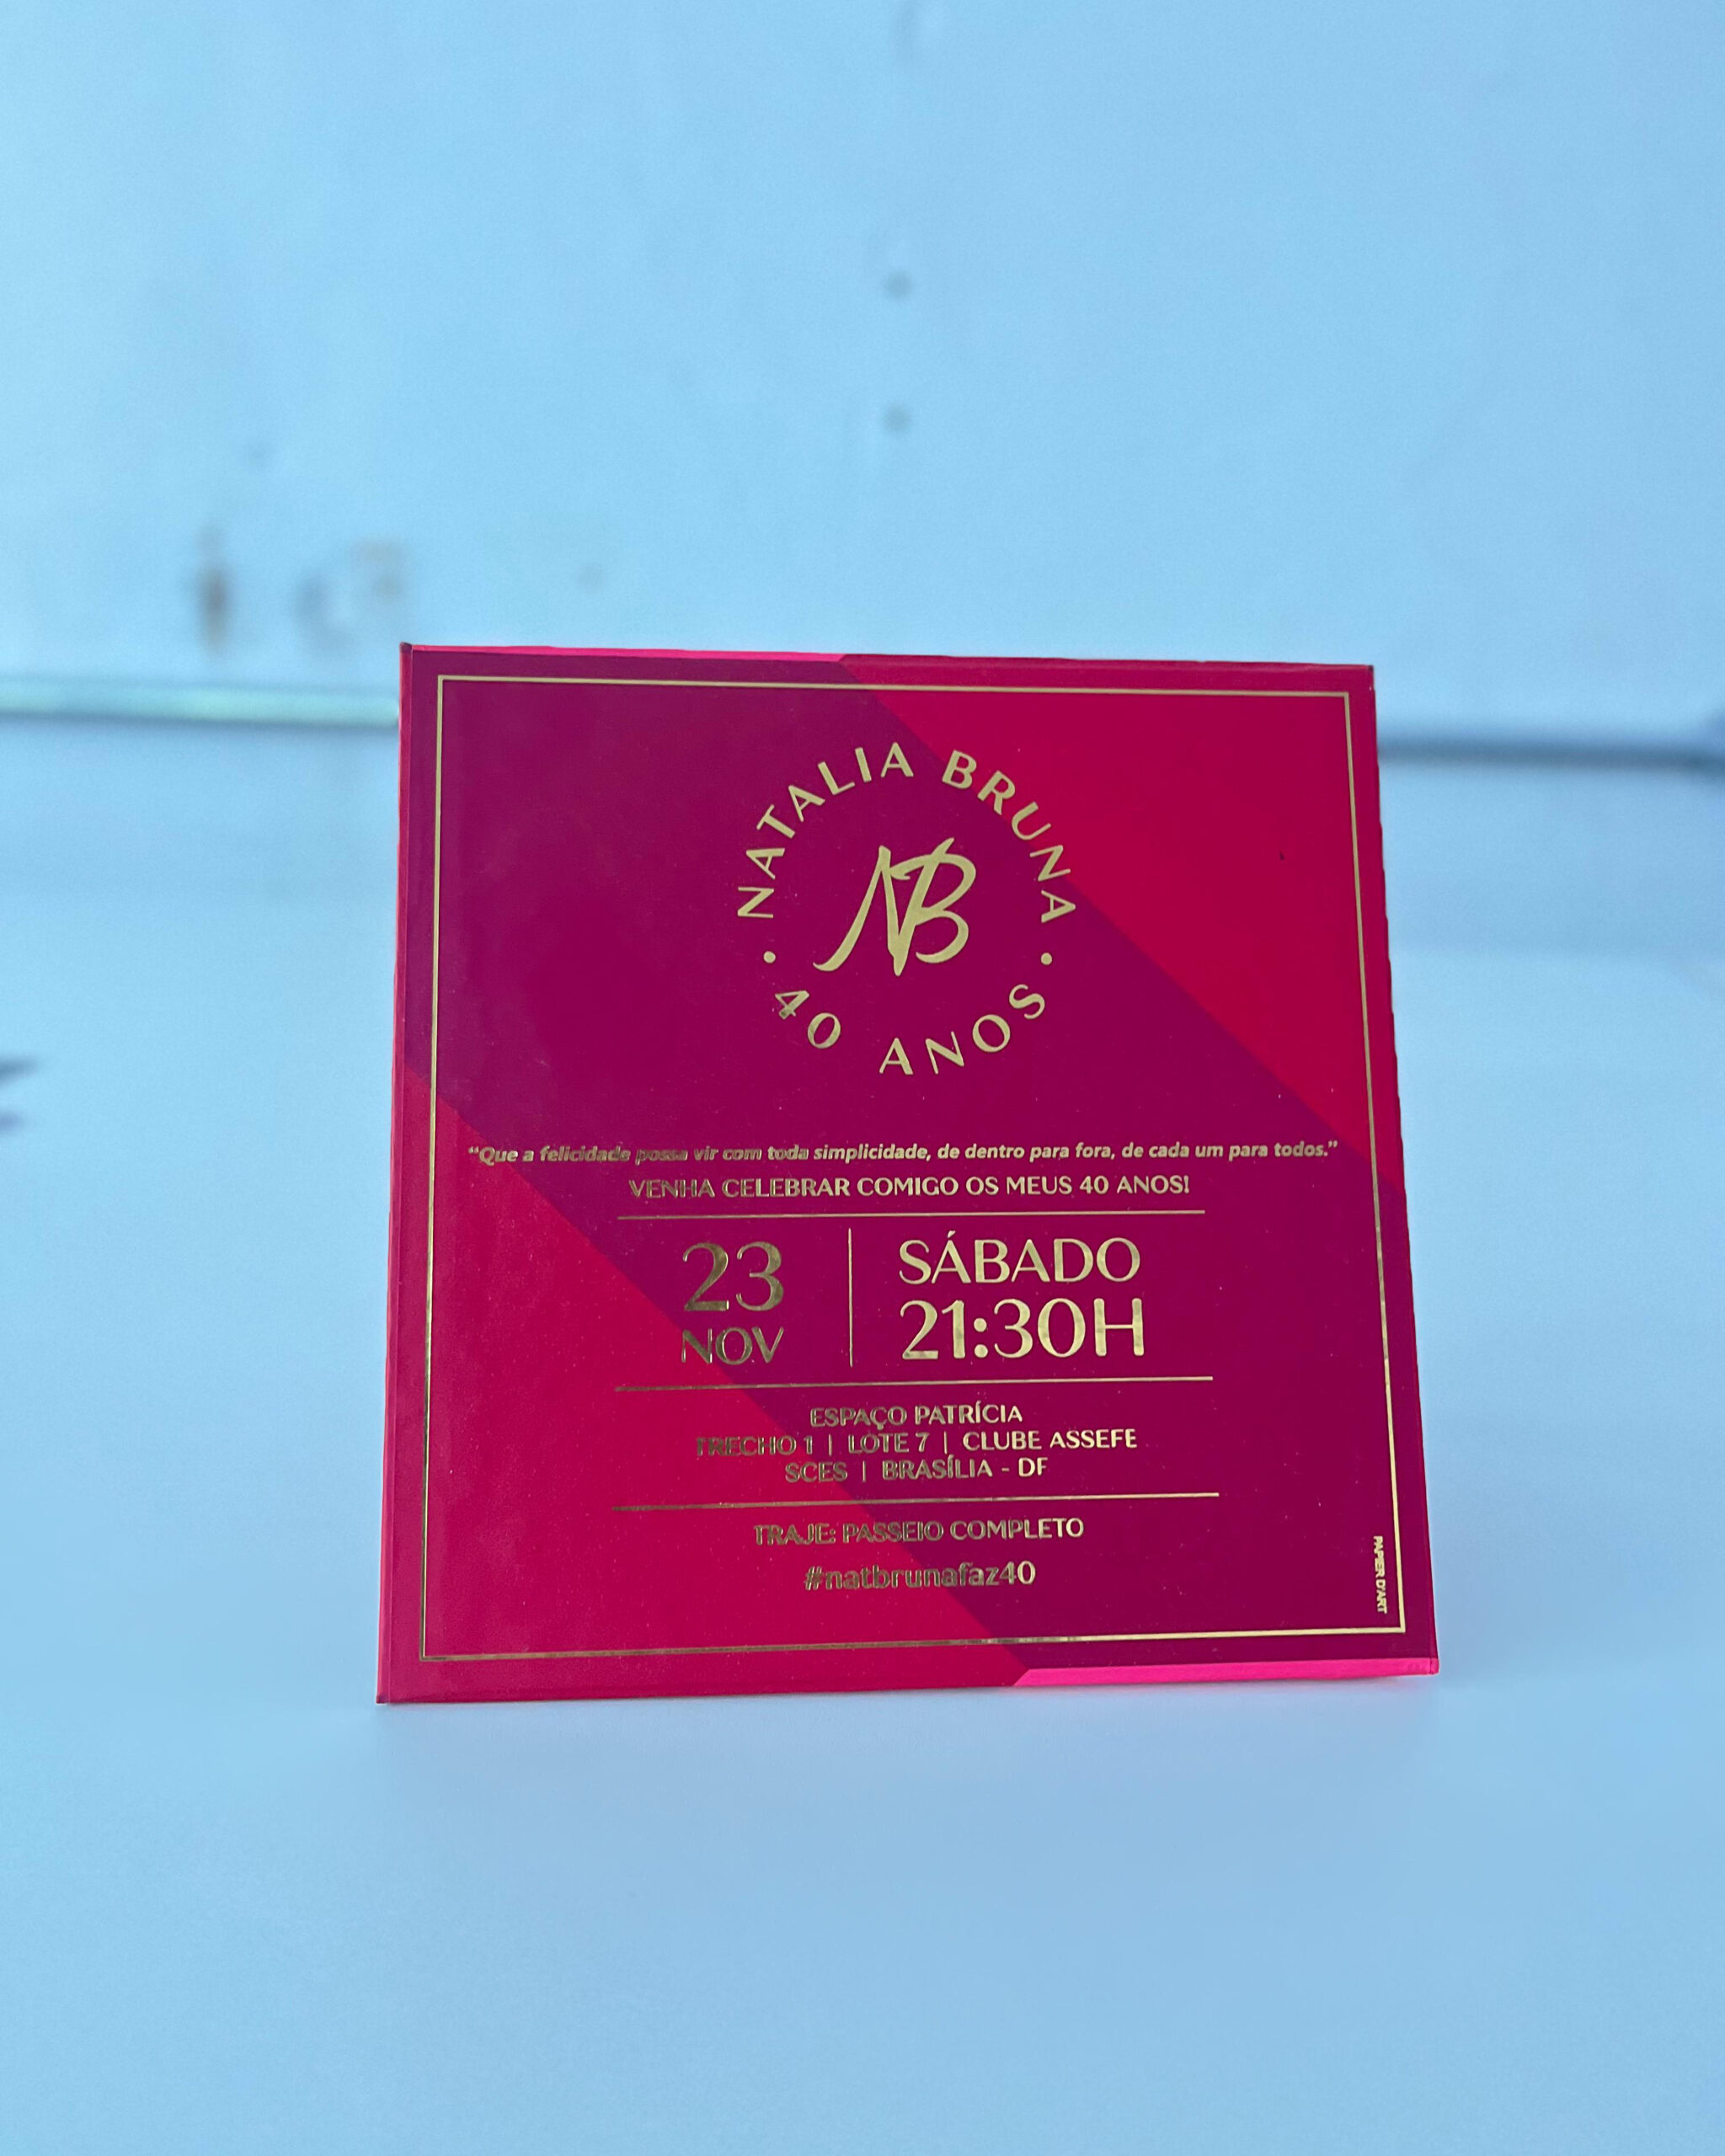 NATALIA BRUNA
NB
• 40 ANOS •
“Que a felicidade possa vir com toda simplicidade, de dentro para fora, de cada um para todos.”
VENHA CELEBRAR COMIGO OS MEUS 40 ANOS!
23
NOV
SÁBADO
21:30H
ESPAÇO PATRÍCIA
TRECHO 1 | LOTE 7 | CLUBE ASSEFE
SCES | BRASÍLIA - DF
TRAJE: PASSEIO COMPLETO
#natbrunafaz40
PAPIER D'ART